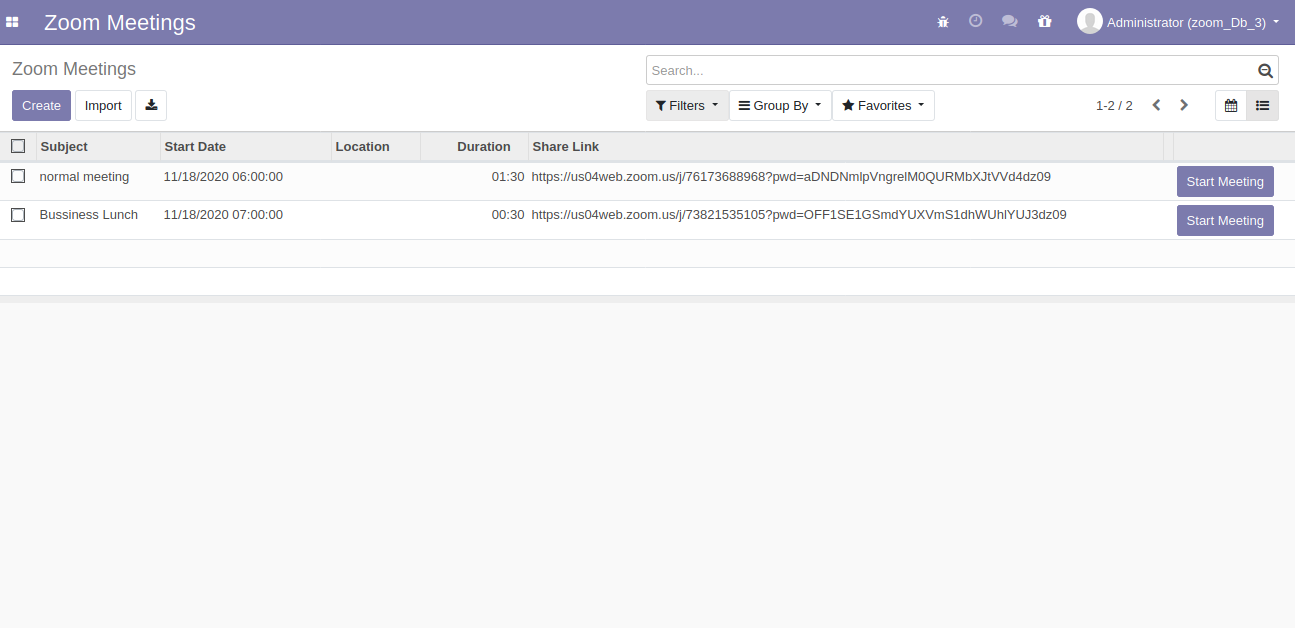 Zoom Meetings
Administrator (zoom_Db_3)
Zoom Meetings
Search...
Create Import
Filters Group By Favorites 1-2 / 2
Subject Start Date Location Duration Share Link
normal meeting 11/18/2020 06:00:00 01:30 https://us04web.zoom.us/j/76173688968?pwd=aDNDNmlpVngrelM0QURMbXJtVVd4dz09 Start Meeting
Bussiness Lunch 11/18/2020 07:00:00 00:30 https://us04web.zoom.us/j/73821535105?pwd=OFF1SE1GSmdYUXVmS1dhWUhlYUJ3dz09 Start Meeting